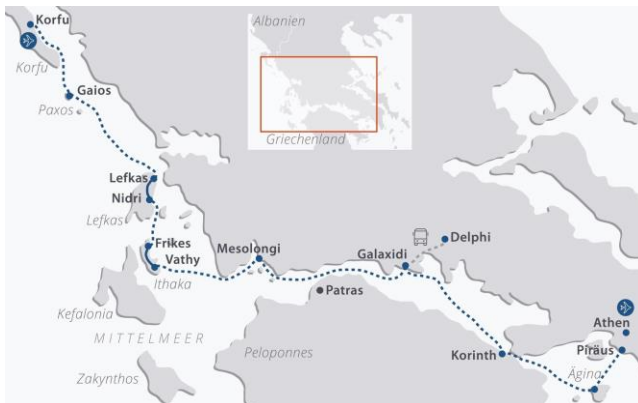 Albanien
Korfu
Korfu
Gaios
Paxos
Griechenland
Lefkas
Nidri
Lefkas
Frikes
Vathy
Ithaka
Mesolongi
Galaxidi
Delphi
Patras
Kefalonia
MITTELMEER
Zakynthos
Peloponnes
Korinth
Athen
Piräus
Ägina